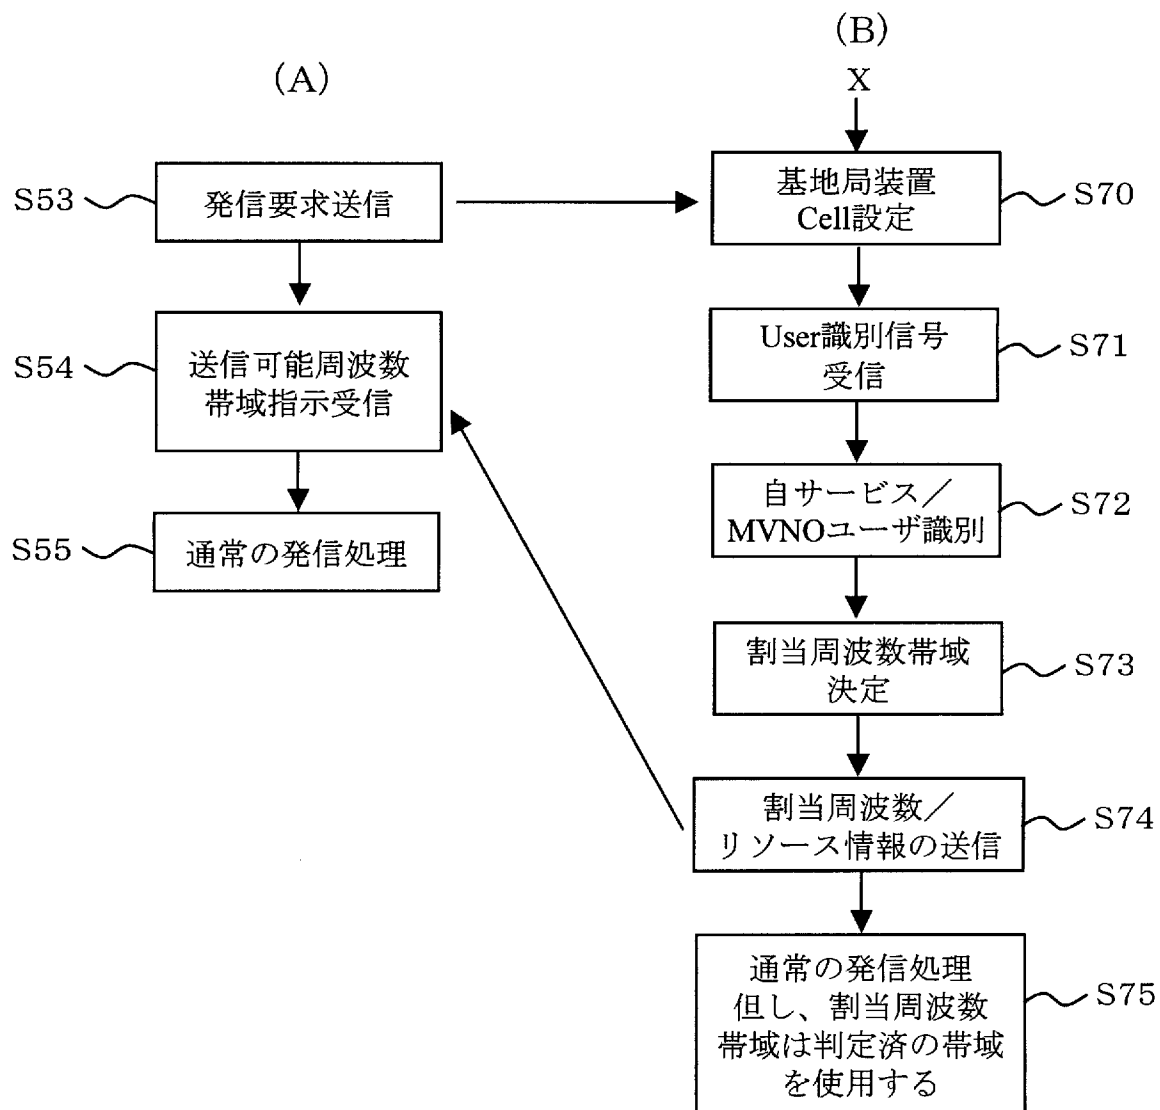 (A)
S53
発信要求送信
S54
送信可能周波数
帯域指示受信
S55
通常の発信処理
(B)
X
基地局装置
Cell設定
S70
User識別信号
受信
S71
自サービス／
MVNOユーザ識別
S72
割当周波数帯域
決定
S73
割当周波数／
リソース情報の送信
S74
通常の発信処理
但し、割当周波数
帯域は判定済の帯域
を使用する
S75